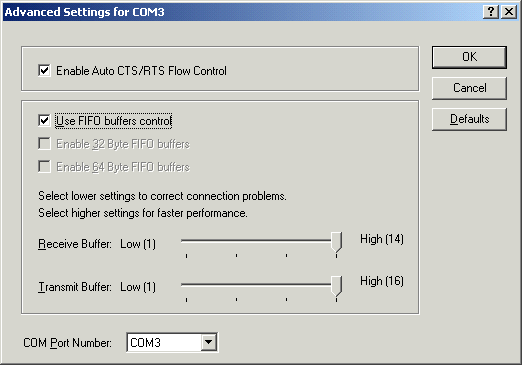 Advanced Settings for COM3
Enable Auto CTS/RTS Flow Control
OK
Cancel
Defaults
Use FIFO buffers control
Enable 32 Byte FIFO buffers
Enable 64 Byte FIFO buffers
Select lower settings to correct connection problems.
Select higher settings for faster performance.
Receive Buffer: Low (1) High (14)
Transmit Buffer: Low (1) High (16)
COM Port Number: COM3